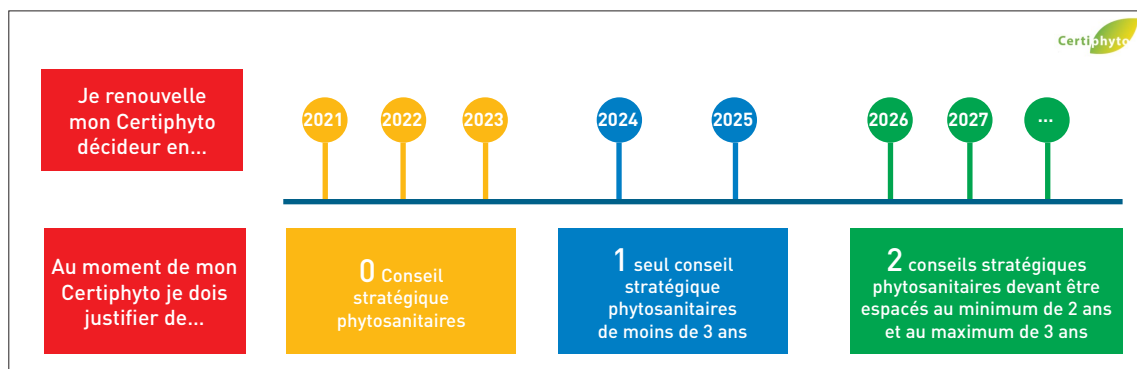 Certiphyto
Je renouvelle
mon Certiphyto
décideur en...
2021
2022
2023
2024
2025
2026
2027
...
Au moment de mon
Certiphyto je dois
justifier de...
0 Conseil
stratégique
phytosanitaires
1 seul conseil
stratégique
phytosanitaires
de moins de 3 ans
2 conseils stratégiques
phytosanitaires devant être
espacés au minimum de 2 ans
et au maximum de 3 ans